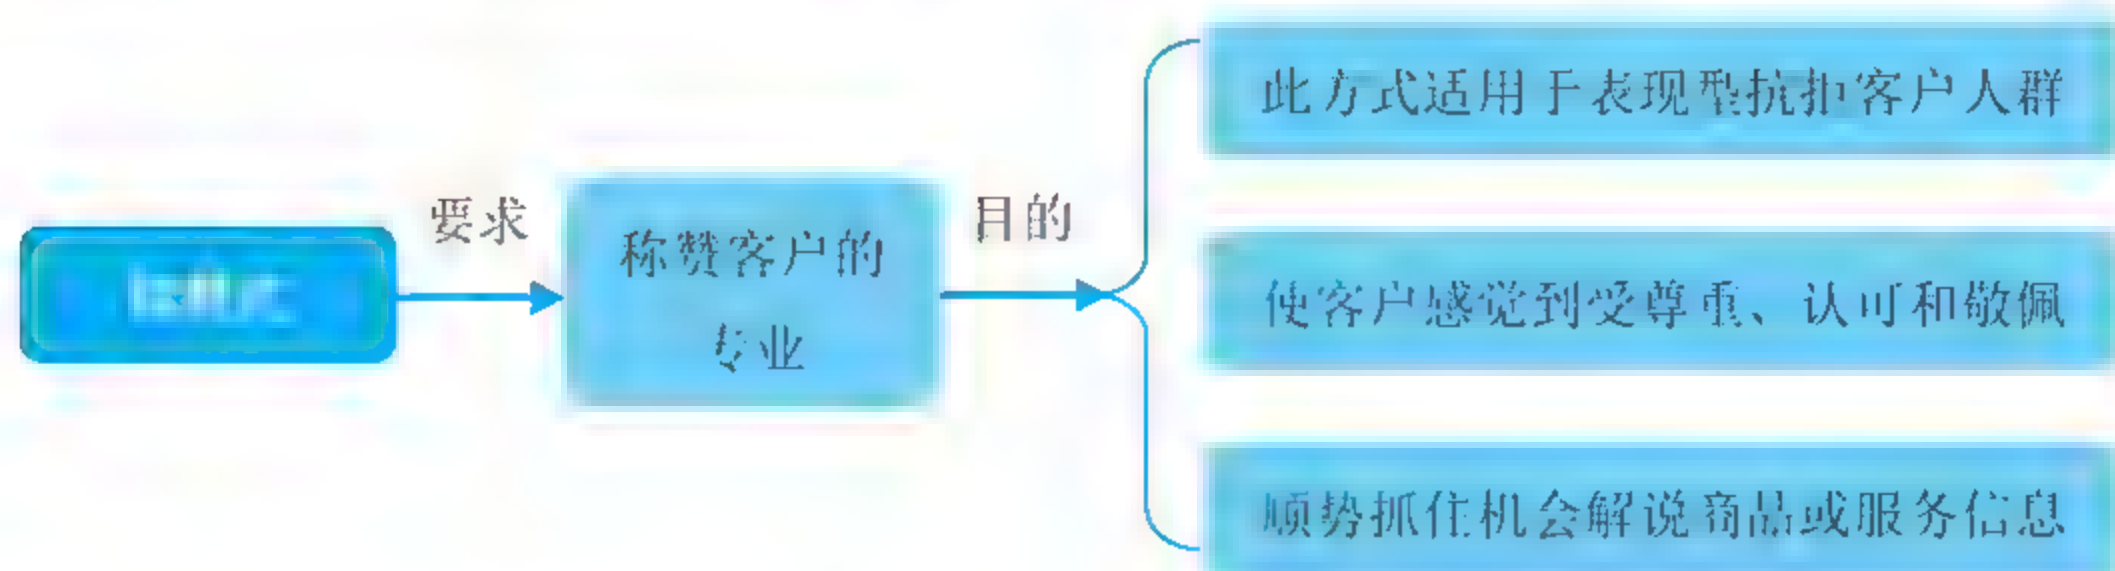 要求
称赞客户的
专业
目的
此方式适用于表现型抗拒客户人群
使客户感觉到受尊重、认可和敬佩
顺势抓住机会解说商品或服务信息